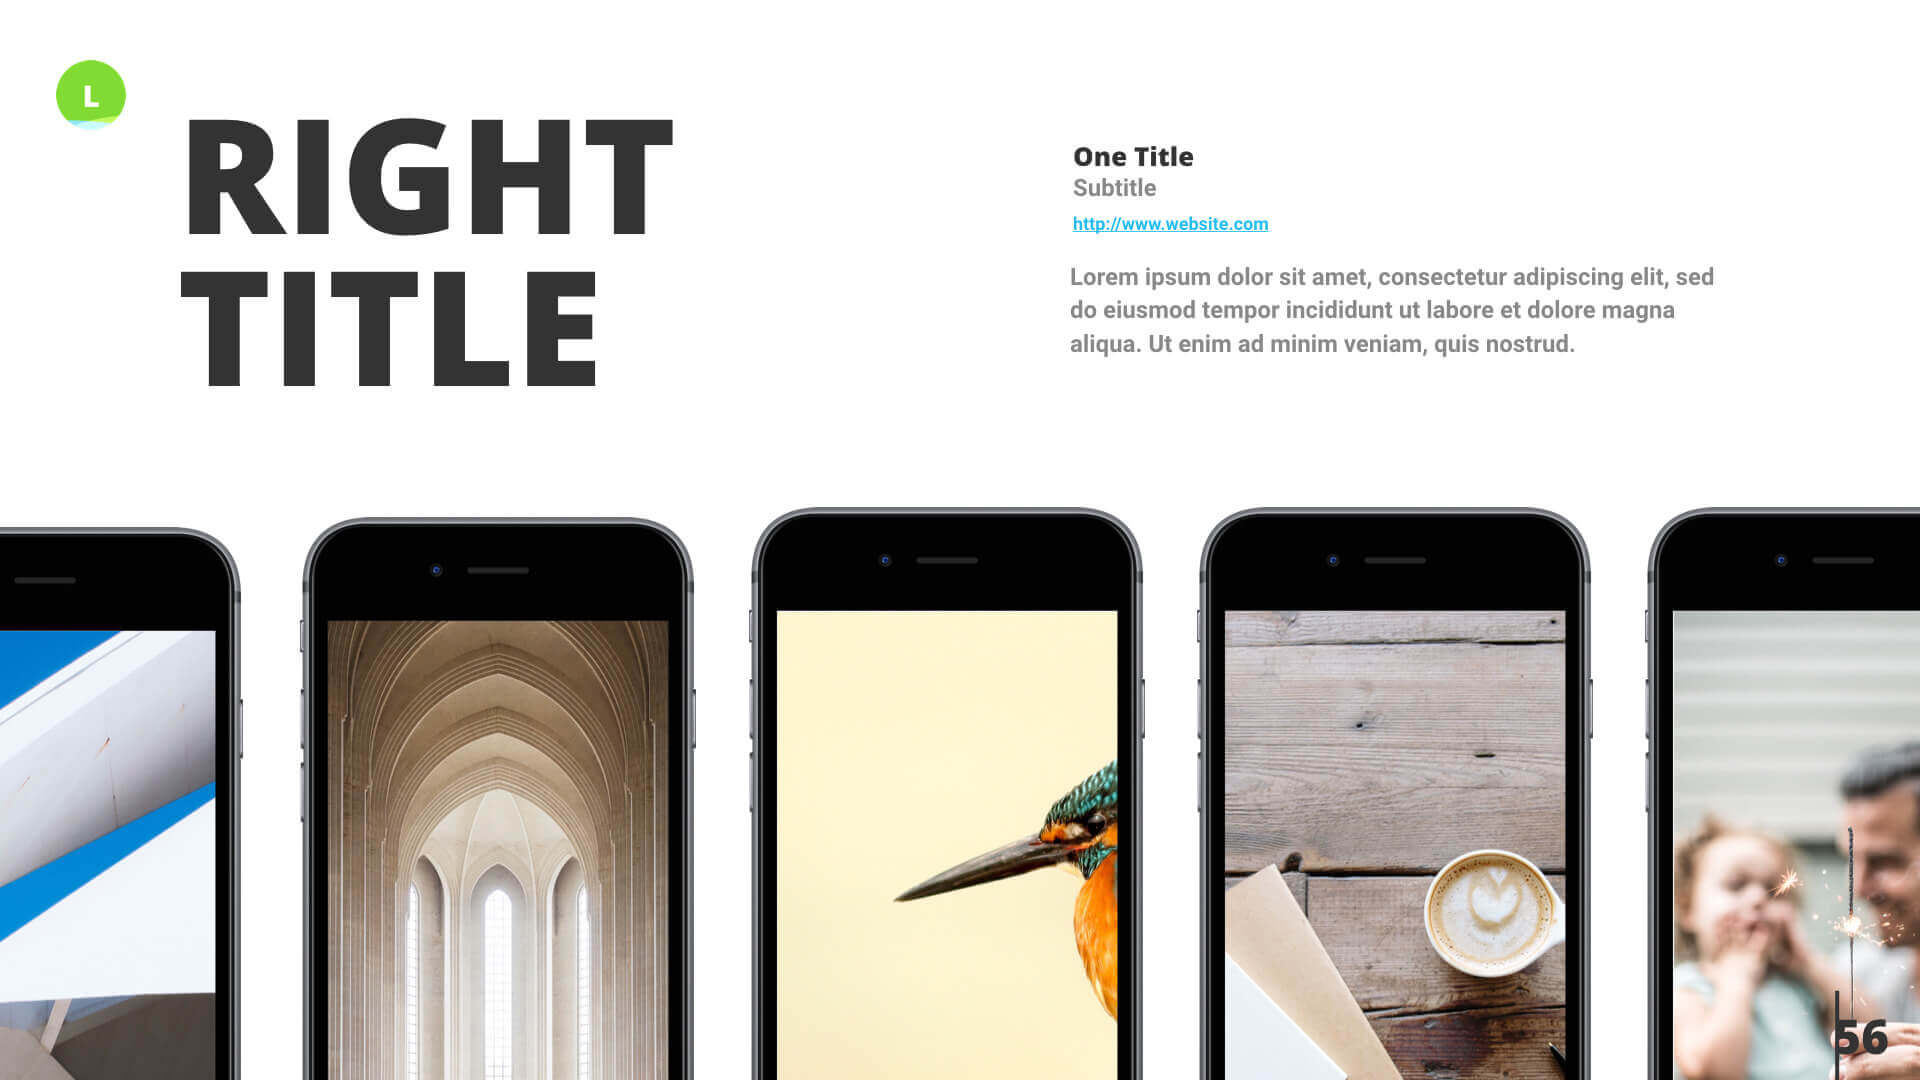 L
RIGHT
TITLE
One Title
Subtitle
http://www.website.com
Lorem ipsum dolor sit amet, consectetur adipiscing elit, sed
do eiusmod tempor incididunt ut labore et dolore magna
aliqua. Ut enim ad minim veniam, quis nostrud.
56